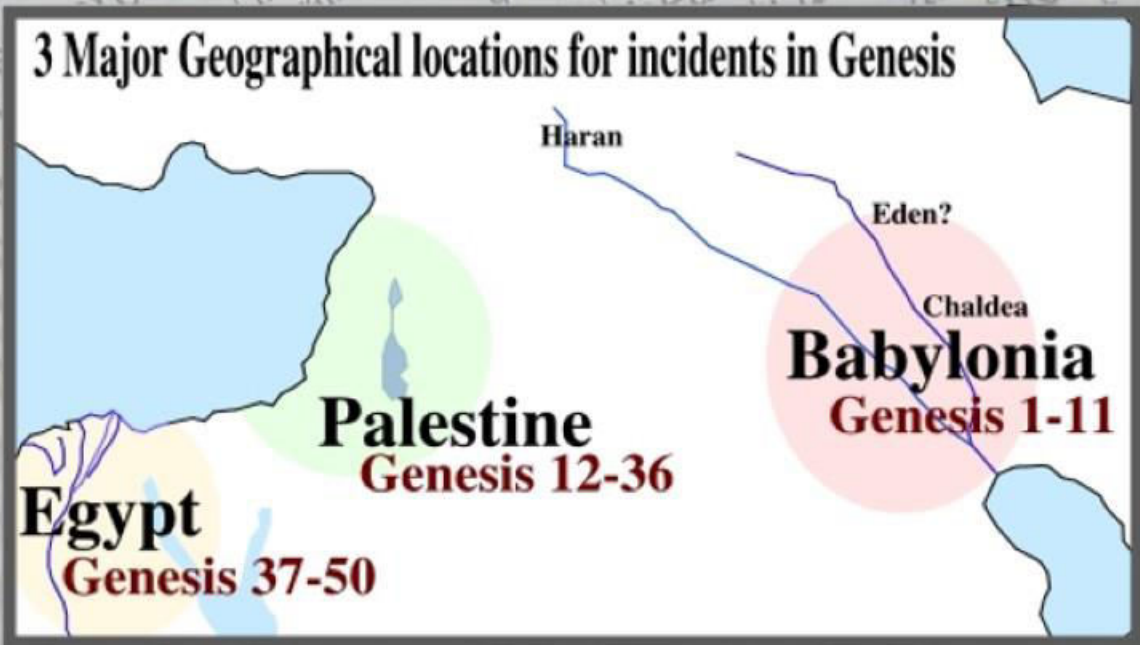 3 Major Geographical locations for incidents in Genesis
Haran
Eden?
Chaldea
Babylonia
Genesis 1-11
Palestine
Genesis 12-36
Egypt
Genesis 37-50